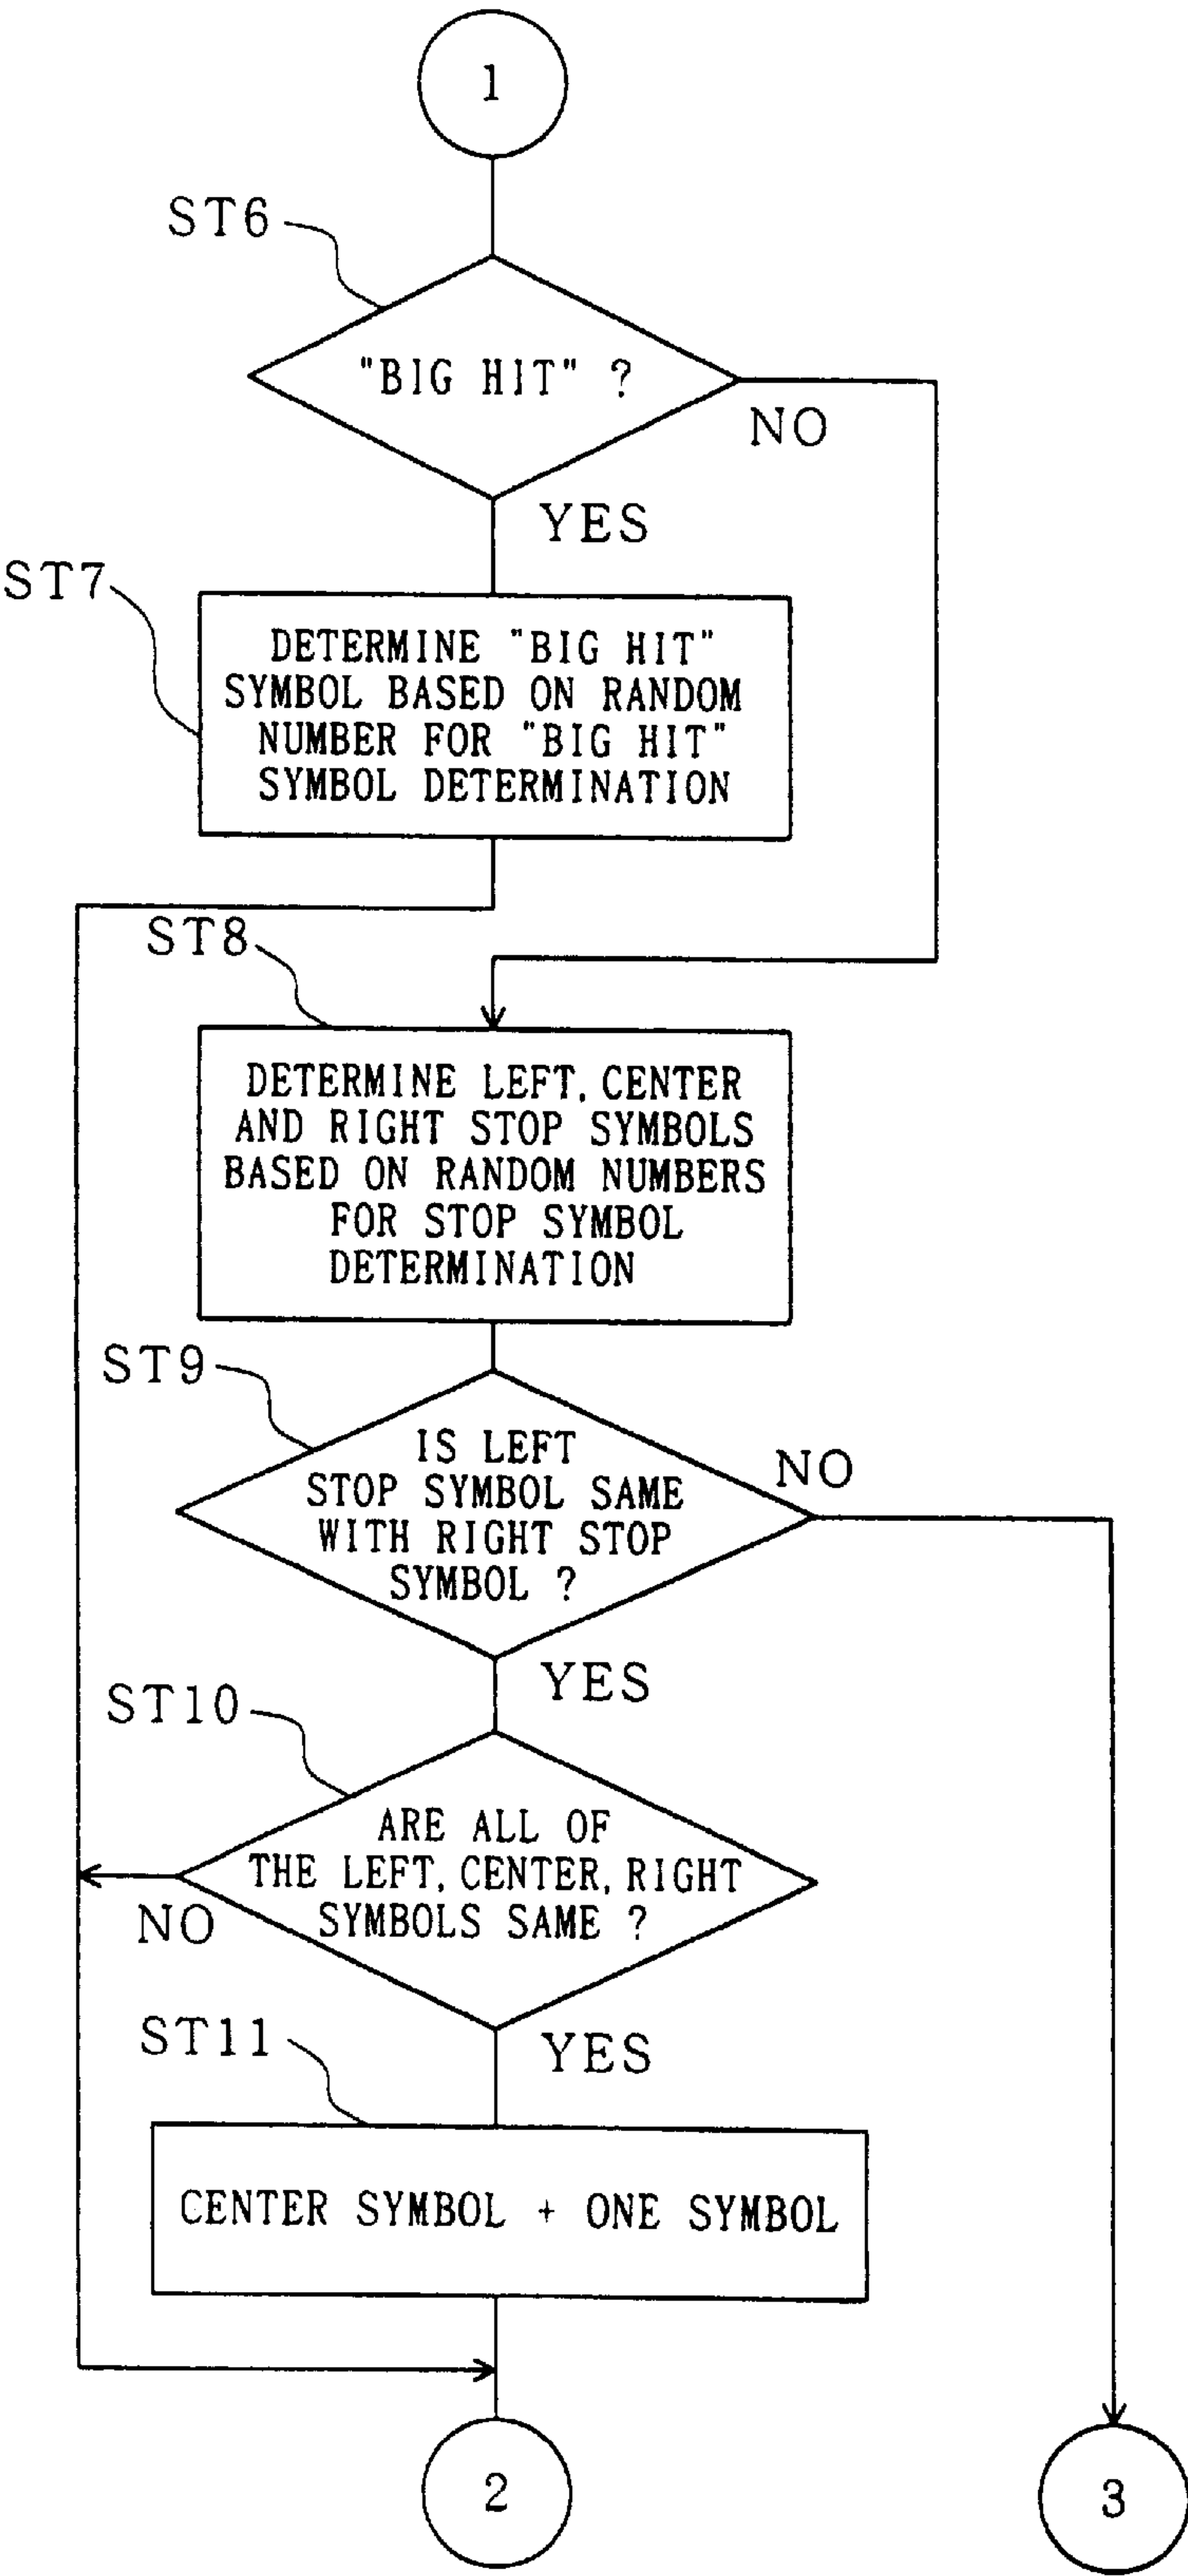 1
ST6
"BIG HIT" ?
NO
YES
ST7
DETERMINE "BIG HIT"
SYMBOL BASED ON RANDOM
NUMBER FOR "BIG HIT"
SYMBOL DETERMINATION
ST8
DETERMINE LEFT, CENTER
AND RIGHT STOP SYMBOLS
BASED ON RANDOM NUMBERS
FOR STOP SYMBOL
DETERMINATION
ST9
IS LEFT
STOP SYMBOL SAME
WITH RIGHT STOP
SYMBOL ?
NO
YES
ST10
ARE ALL OF
THE LEFT, CENTER, RIGHT
SYMBOLS SAME ?
NO
YES
ST11
CENTER SYMBOL + ONE SYMBOL
2
3